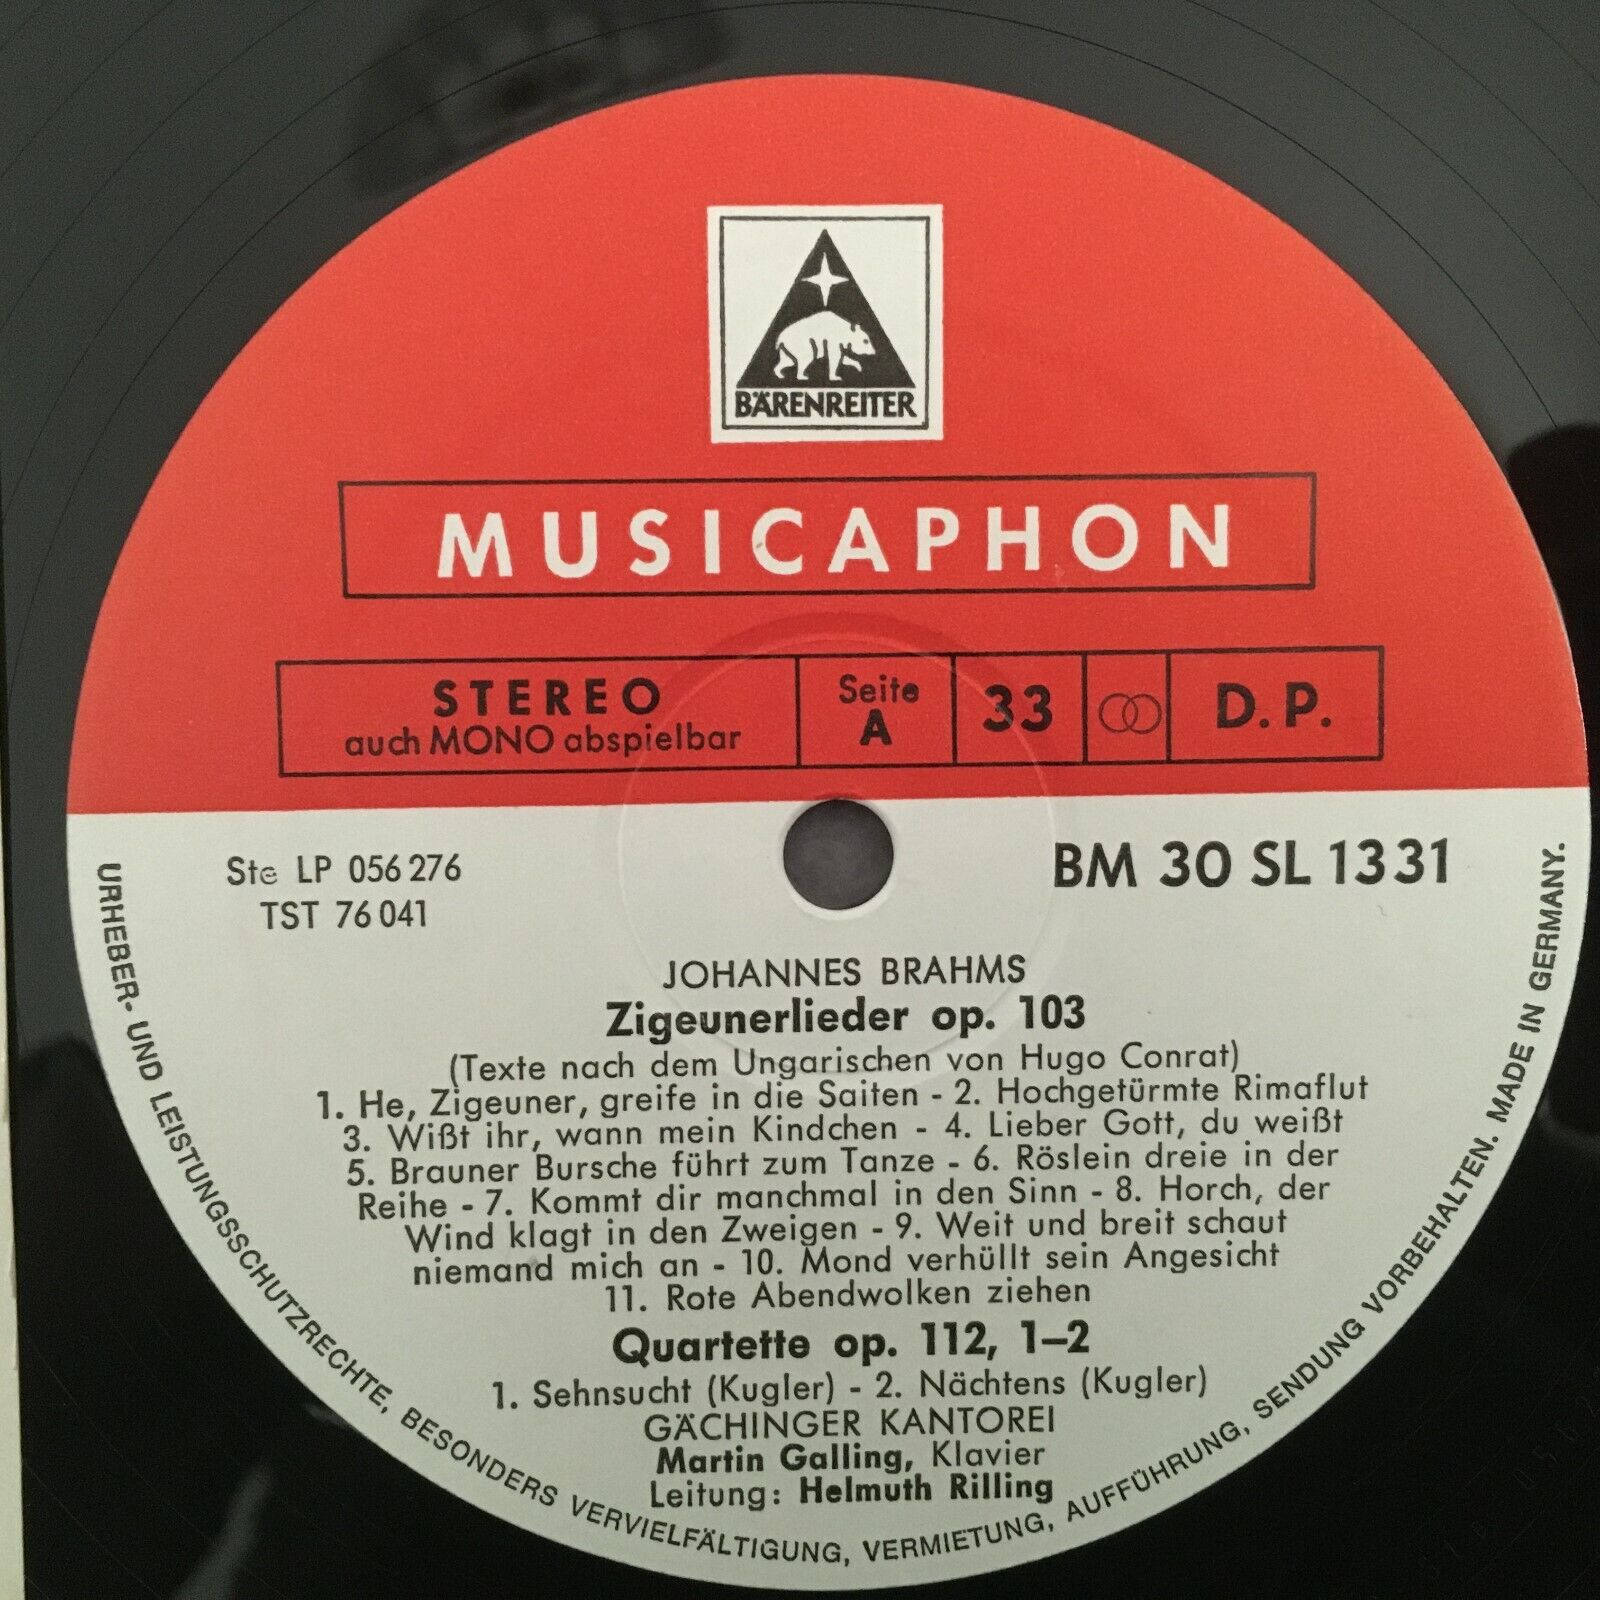 BÄRENREITER
MUSICAPHON
STEREO
auch MONO abspielbar
Seite
A
33
D.P.
Ste LP 056 276
TST 76 041
BM 30 SL 1331
JOHANNES BRAHMS
Zigeunerlieder op. 103
(Texte nach dem Ungarischen von Hugo Conrat)
1. He, Zigeuner, greife in die Saiten - 2. Hochgetürmte Rimaflut
3. Wißt ihr, wann mein Kindchen - 4. Lieber Gott, du weißt
5. Brauner Bursche führt zum Tanze - 6. Röslein dreie in der
Reihe - 7. Kommt dir manchmal in den Sinn - 8. Horch, der
Wind klagt in den Zweigen - 9. Weit und breit schaut
niemand mich an - 10. Mond verhüllt sein Angesicht
11. Rote Abendwolken ziehen
Quartette op. 112, 1-2
1. Sehnsucht (Kugler) - 2. Nächtens (Kugler)
GÄCHINGER KANTOREI
Martin Galling, Klavier
Leitung: Helmuth Rilling
URHEBER- UND LEISTUNGSSCHUTZRECHTE, BESONDERS VERVIELFÄLTIGUNG, VERMIETUNG, AUFFÜHRUNG, SENDUNG VORBEHALTEN. MADE IN GERMANY.